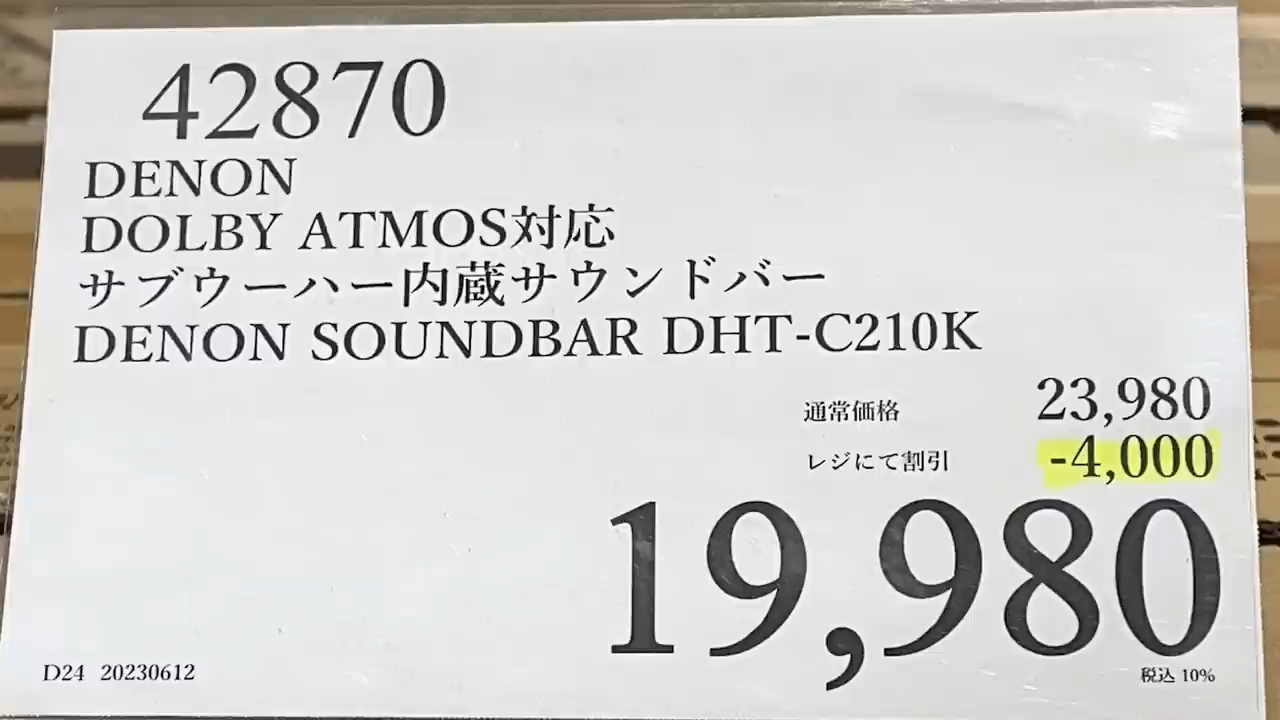 42870
DENON
DOLBY ATMOS対応
サブウーハー内蔵サウンドバー
DENON SOUNDBAR DHT-C210K
通常価格 23,980
レジにて割引 -4,000
19,980
D24 20230612 税込 10%